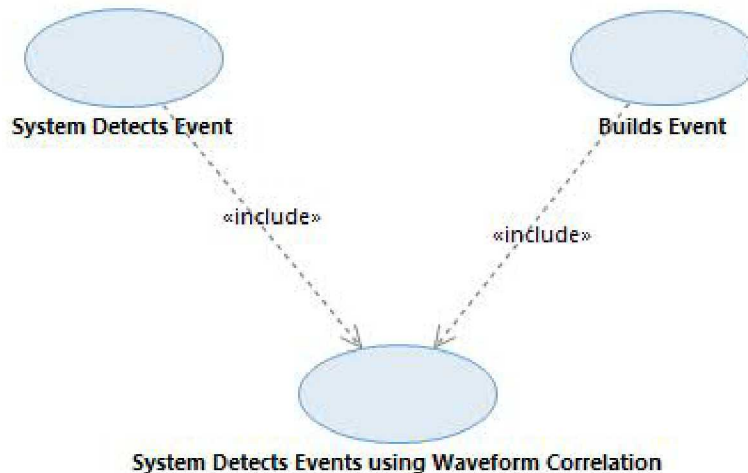 System Detects Event
Builds Event
«include»
«include»
System Detects Events using Waveform Correlation